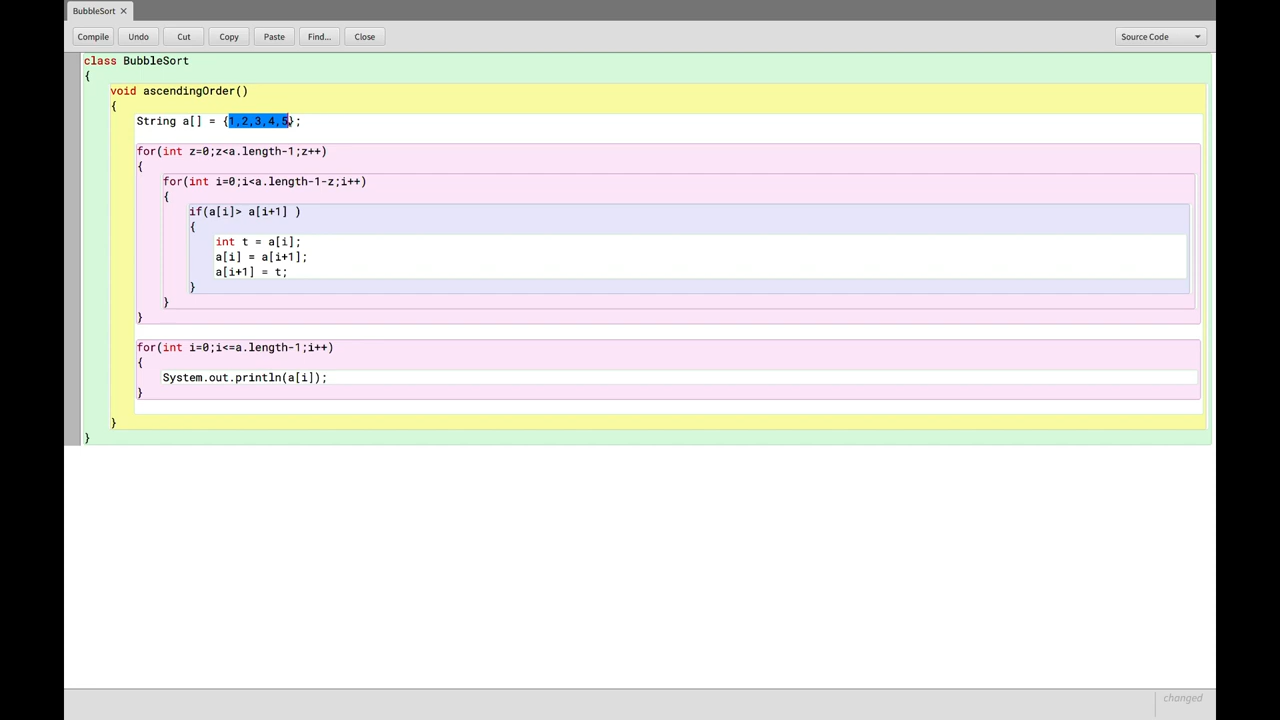 BubbleSort ×
Compile Undo Cut Copy Paste Find... Close Source Code
class BubbleSort
{
void ascendingOrder()
{
String a[] = {1,2,3,4,5};
for(int z=0;z<a.length-1;z++)
{
for(int i=0;i<a.length-1-z;i++)
{
if(a[i]> a[i+1] )
{
int t = a[i];
a[i] = a[i+1];
a[i+1] = t;
}
}
}
for(int i=0;i<=a.length-1;i++)
{
System.out.println(a[i]);
}
}
}
changed